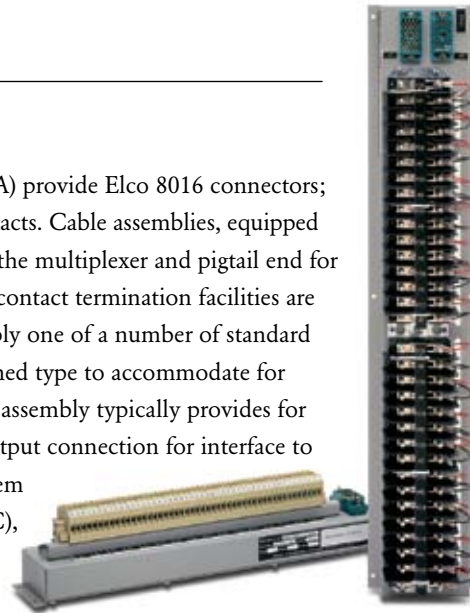 A) provide Elco 8016 connectors;
acts. Cable assemblies, equipped
the multiplexer and pigtail end for
contact termination facilities are
ly one of a number of standard
ned type to accommodate for
assembly typically provides for
tput connection for interface to
em
C),